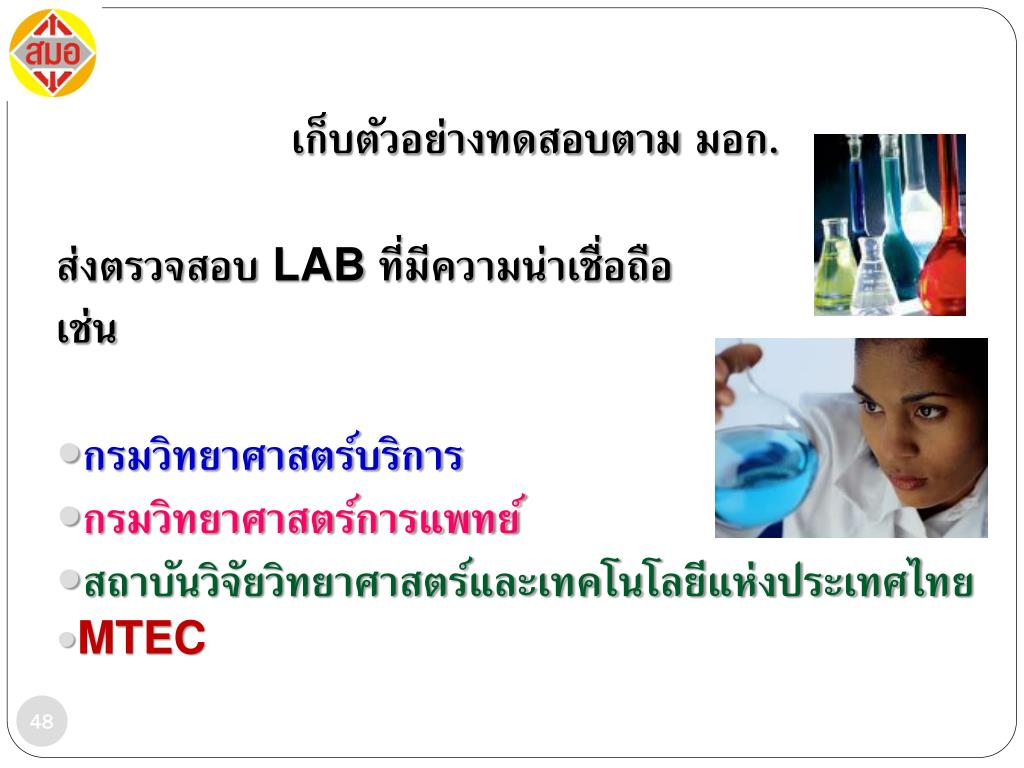 สมอ
เก็บตัวอย่างทดสอบตาม มอก.
ส่งตรวจสอบ LAB ที่มีความน่าเชื่อถือ
เช่น
•กรมวิทยาศาสตร์บริการ
•กรมวิทยาศาสตร์การแพทย์
•สถาบันวิจัยวิทยาศาสตร์และเทคโนโลยีแห่งประเทศไทย
•MTEC
48